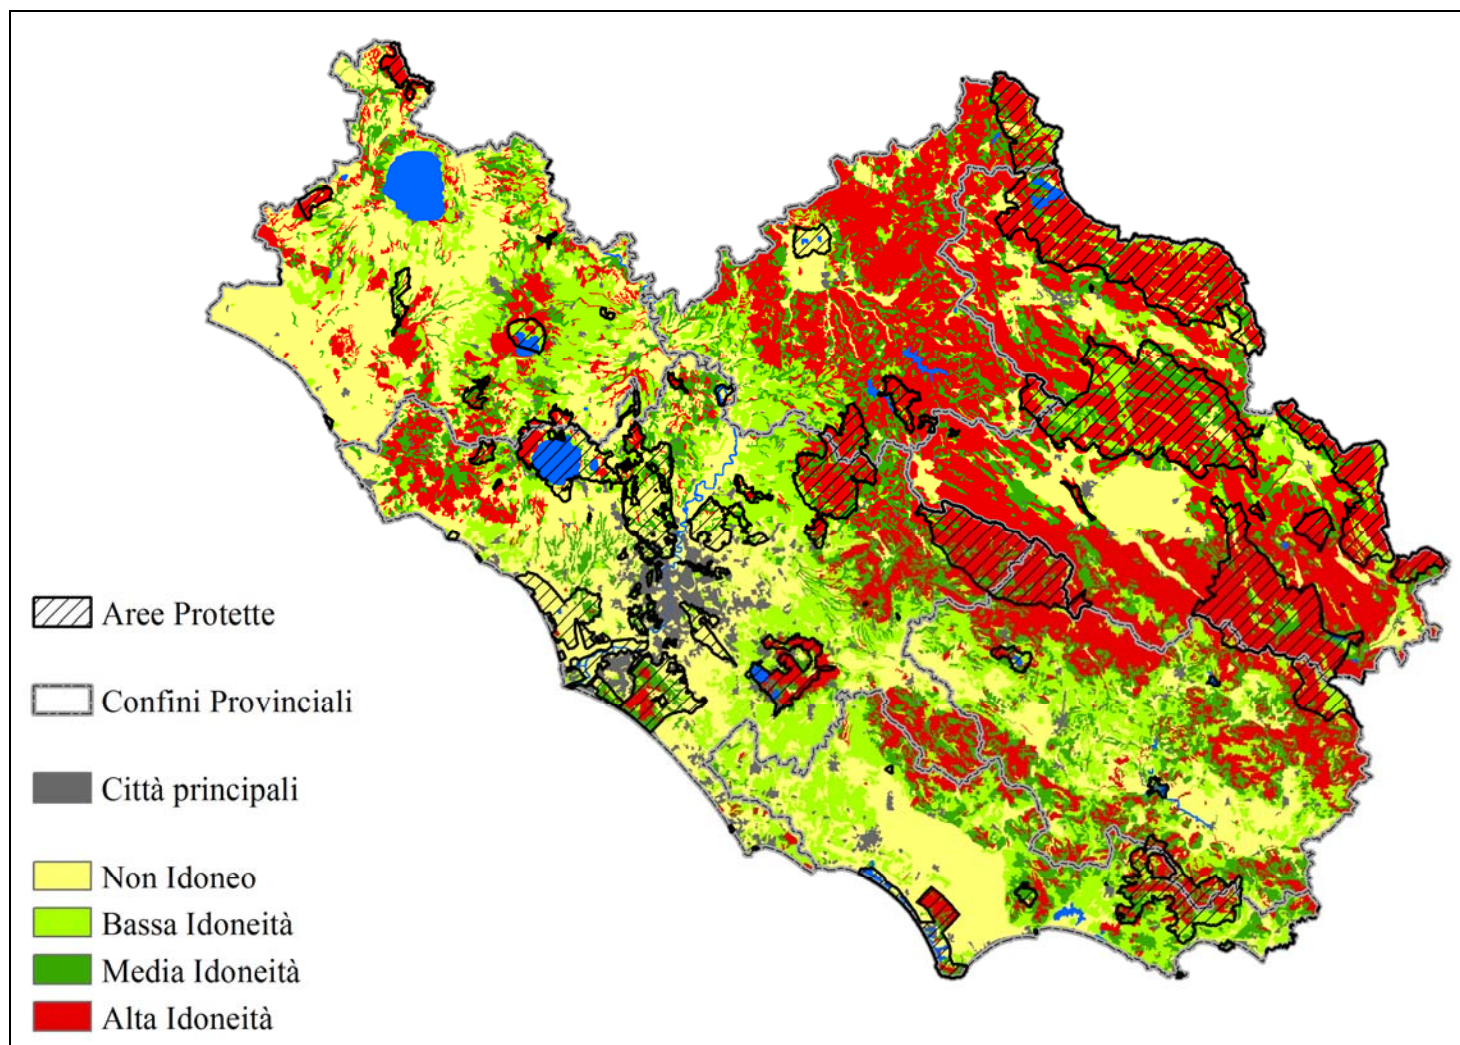 Aree Protette
Confini Provinciali
Città principali
Non Idoneo
Bassa Idoneità
Media Idoneità
Alta Idoneità